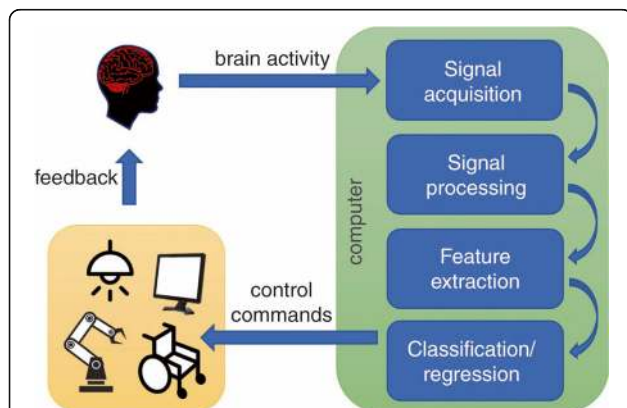 brain activity
Signal
acquisition
feedback
Signal
processing
computer
Feature
extraction
control
commands
Classification/
regression